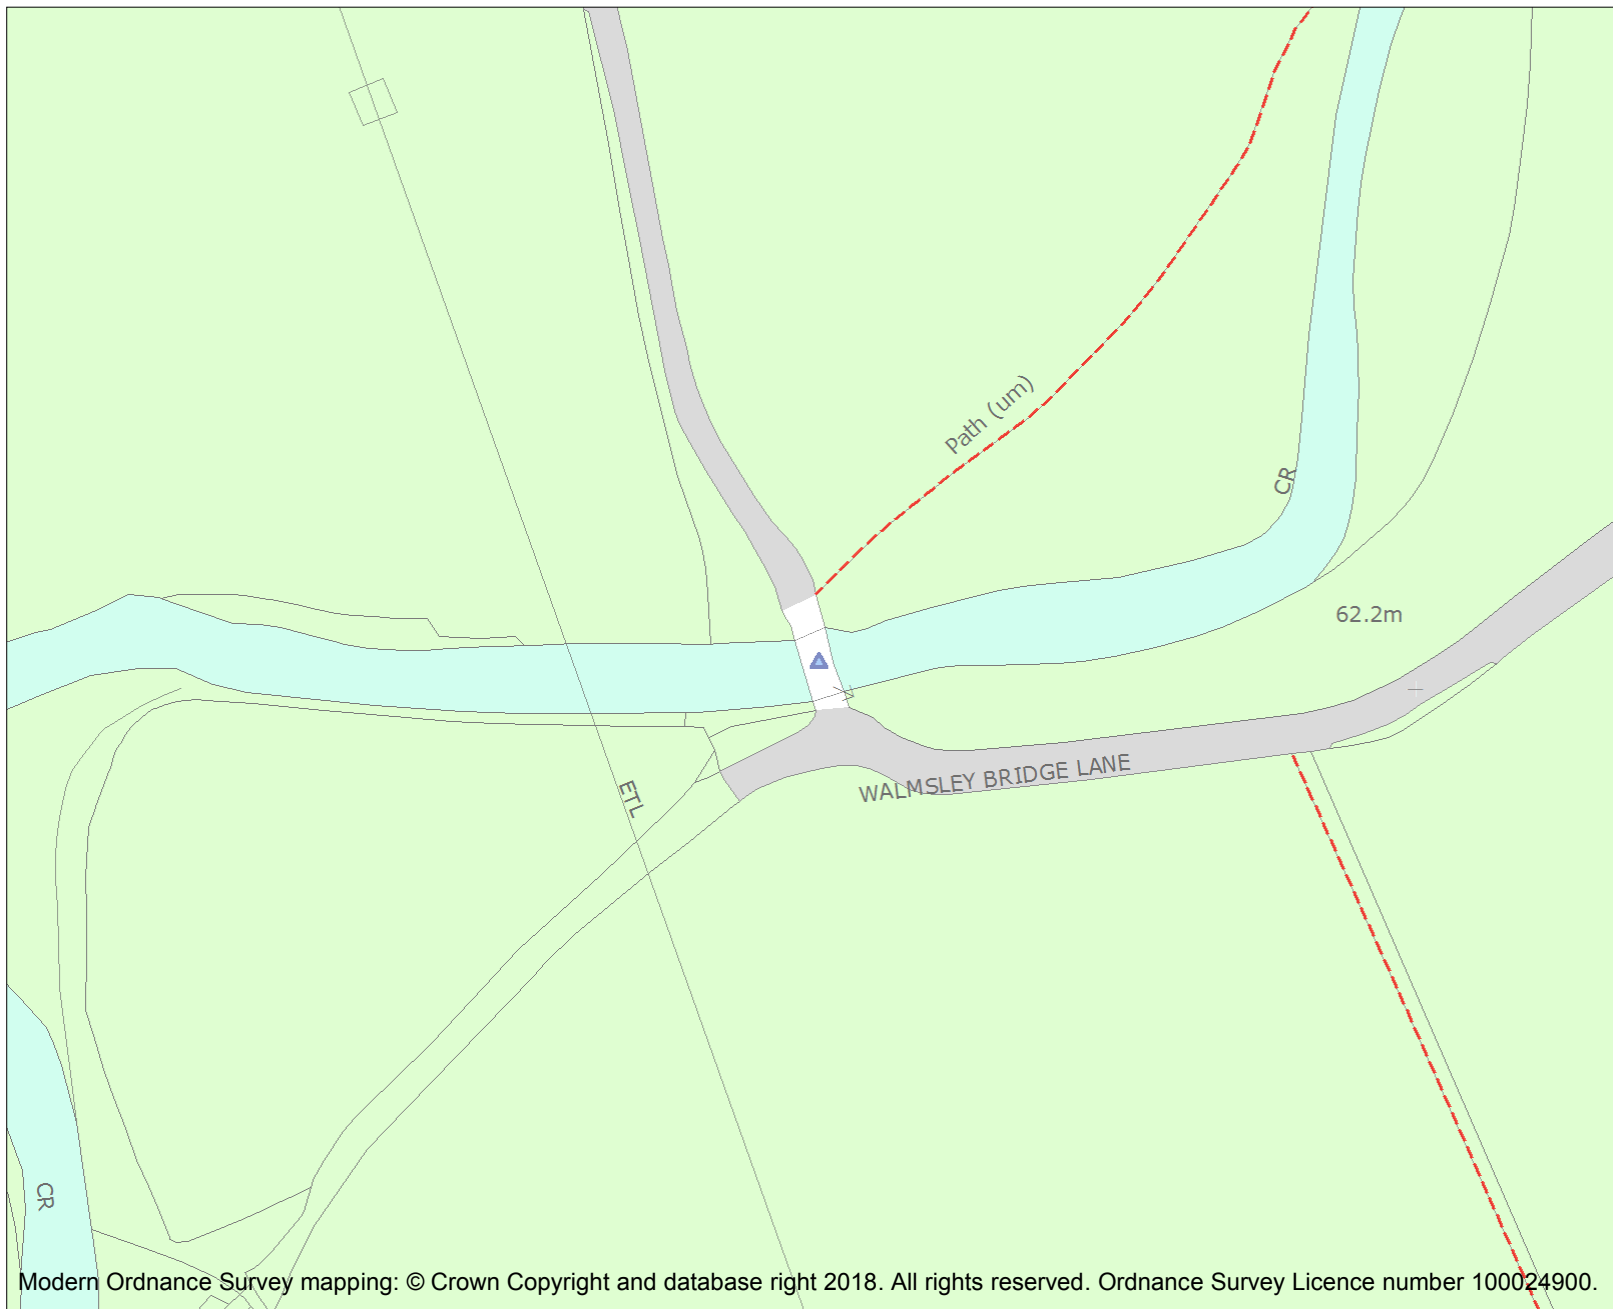 Path (um)
CR
62.2m
WALMSLEY BRIDGE LANE
ETL
CR
Modern Ordnance Survey mapping: © Crown Copyright and database right 2018. All rights reserved. Ordnance Survey Licence number 100024900.